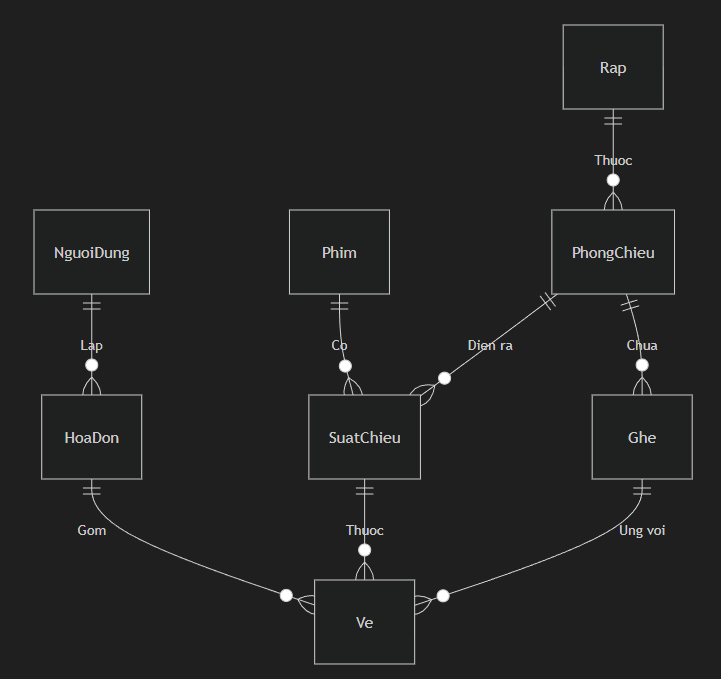 Rap
Thuoc
NguoiDung
Phim
PhongChieu
Lap
Co
Dien ra
Chua
HoaDon
SuatChieu
Ghe
Gom
Thuoc
Ung voi
Ve